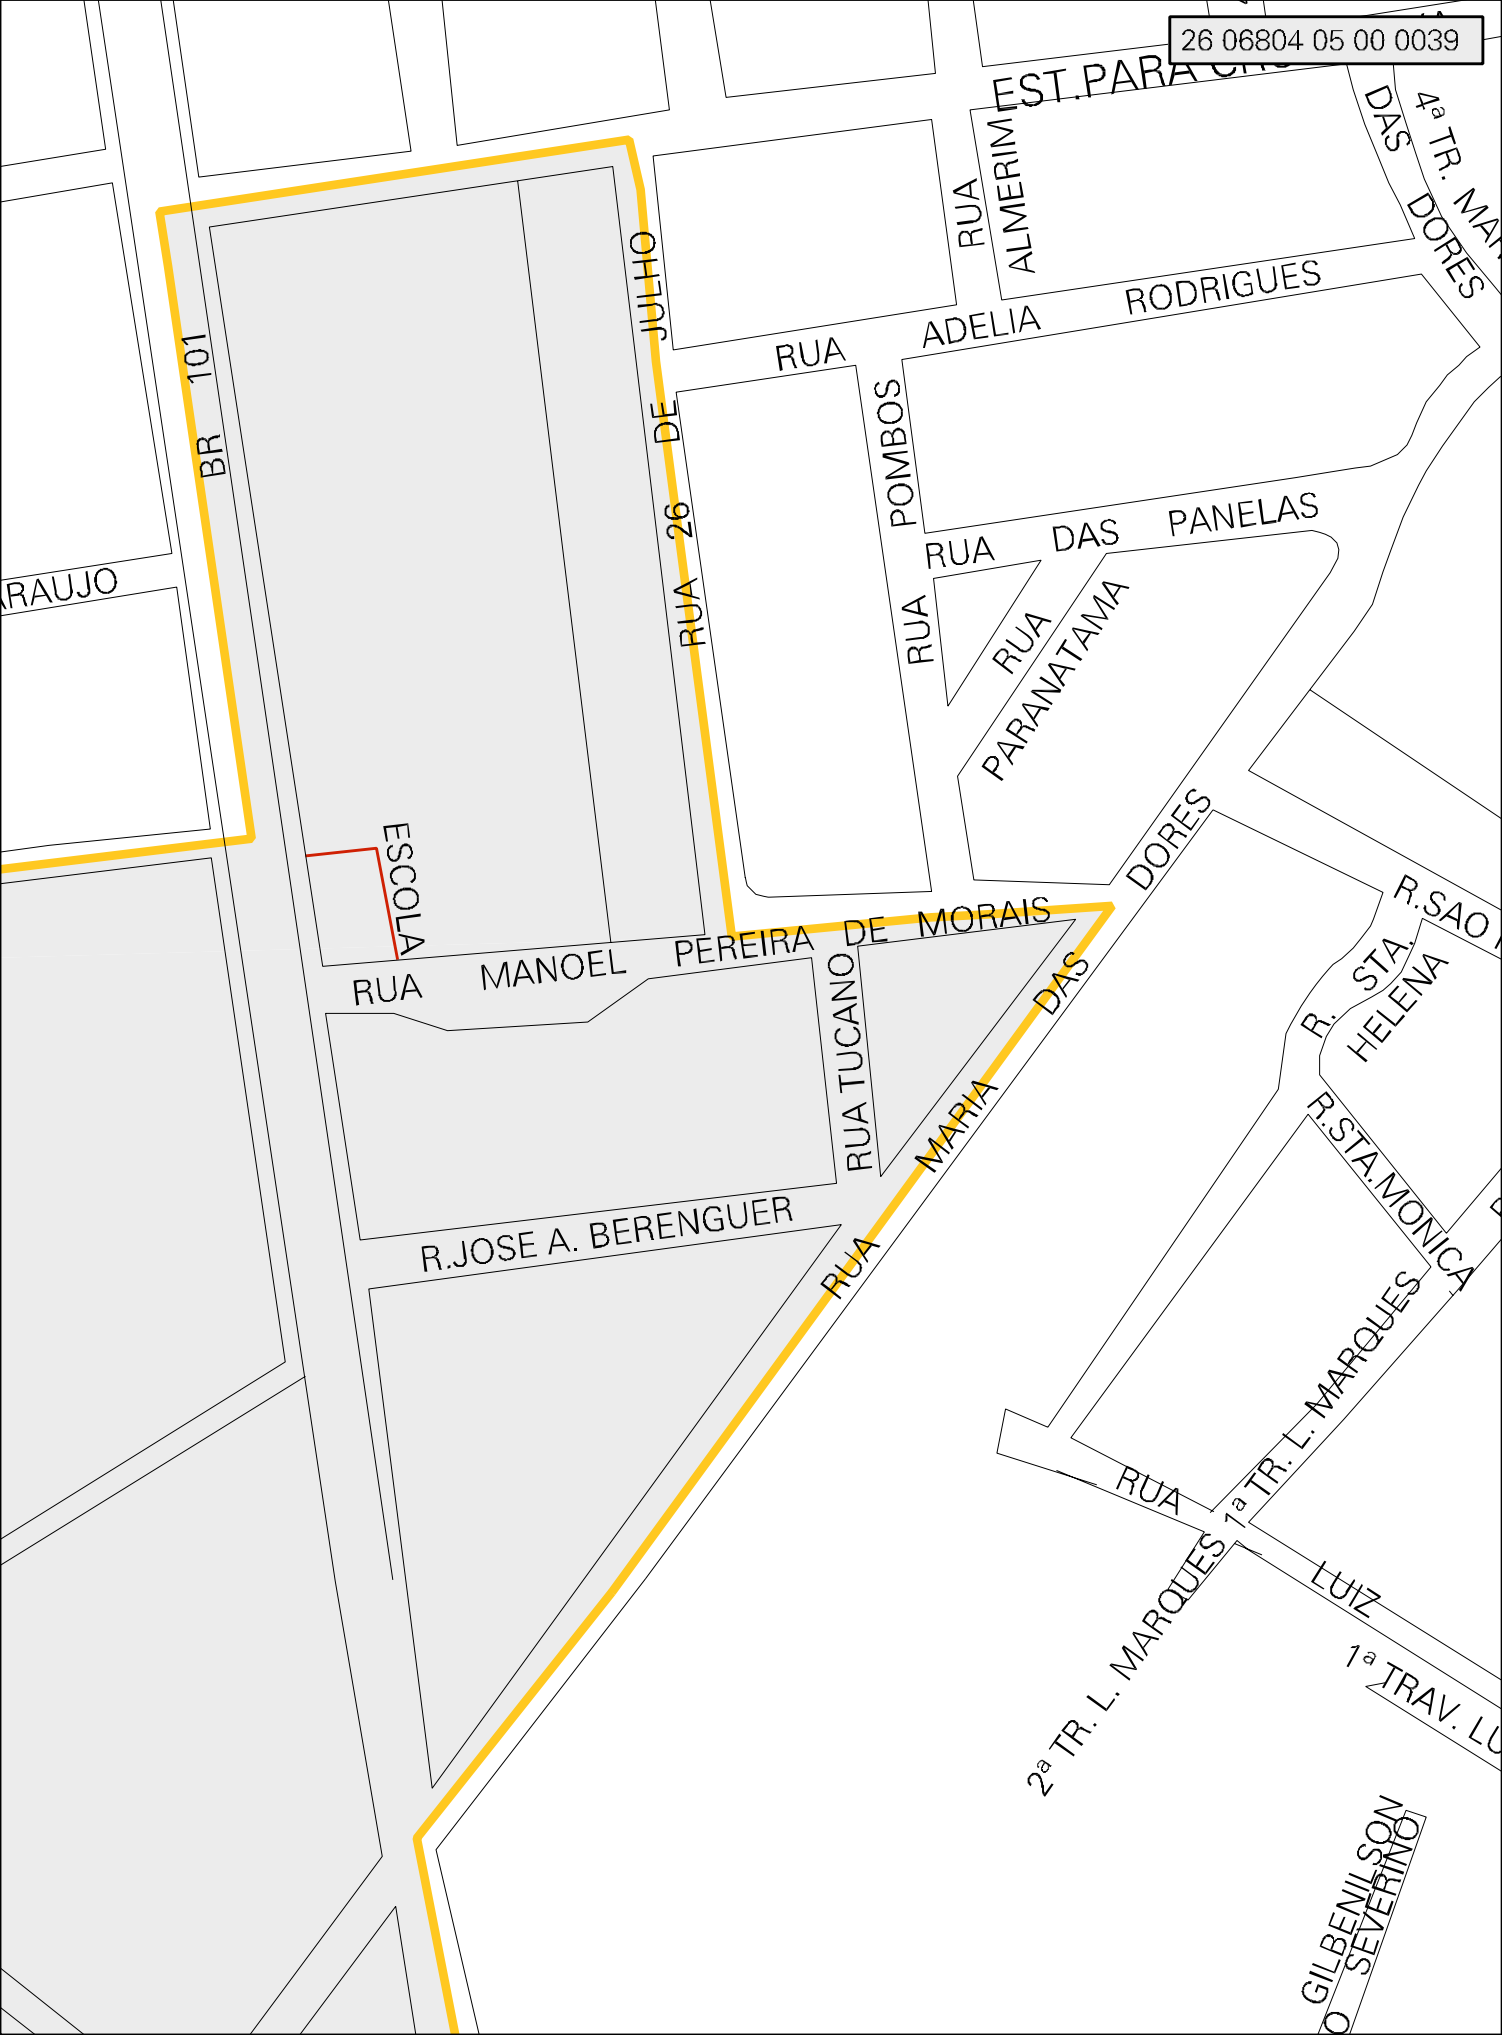 26 06804 05 00 0039
EST.PARA
DAS
DORES
4ª TR.
RUA
ALMERIM
RUA ADELIA RODRIGUES
BR 101
RUA 26 DE JULHO
RUA POMBOS
RUA DAS PANELAS
RAUJO
RUA
PARANATAMA
ESCOLA
RUA MANOEL PEREIRA DE MORAIS
RUA MARIA DAS DORES
R.SAO
R. STA.
HELENA
RUA TUCANO
R.STA.MONICA
R.JOSE A. BERENGUER
1ª TR. L. MARQUES
RUA LUIZ
2ª TR. L. MARQUES
1ª TRAV. LU
GILBENILSON
SEVERINO
O